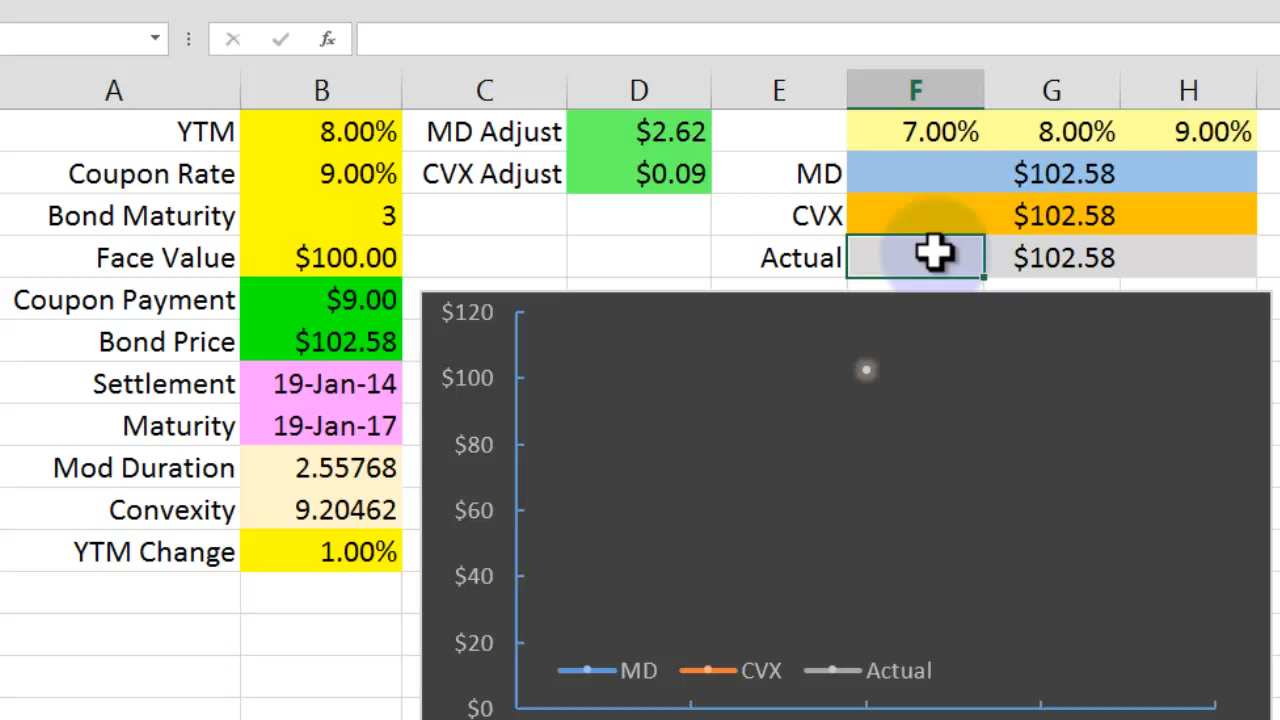 fx
A B C D E F G H
YTM 8.00% MD Adjust $2.62 7.00% 8.00% 9.00%
Coupon Rate 9.00% CVX Adjust $0.09 MD $102.58
Bond Maturity 3 CVX $102.58
Face Value $100.00 Actual $102.58
Coupon Payment $9.00
Bond Price $102.58
Settlement 19-Jan-14
Maturity 19-Jan-17
Mod Duration 2.55768
Convexity 9.20462
YTM Change 1.00%
$120
$100
$80
$60
$40
$20
$0
MD CVX Actual